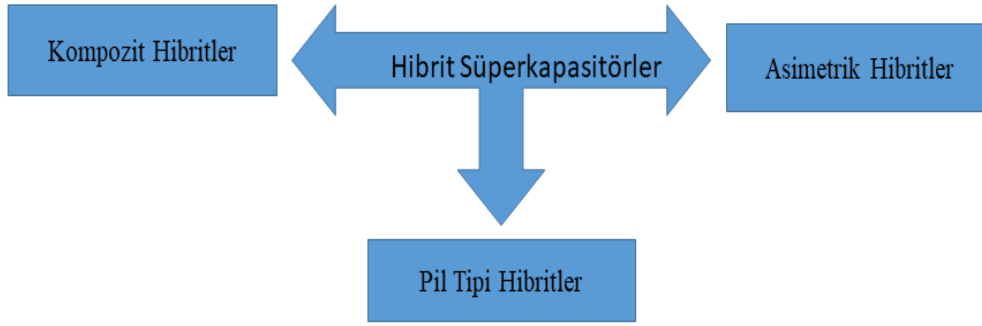 Kompozit Hibritler
Hibrit Süperkapasitörler
Asimetrik Hibritler
Pil Tipi Hibritler